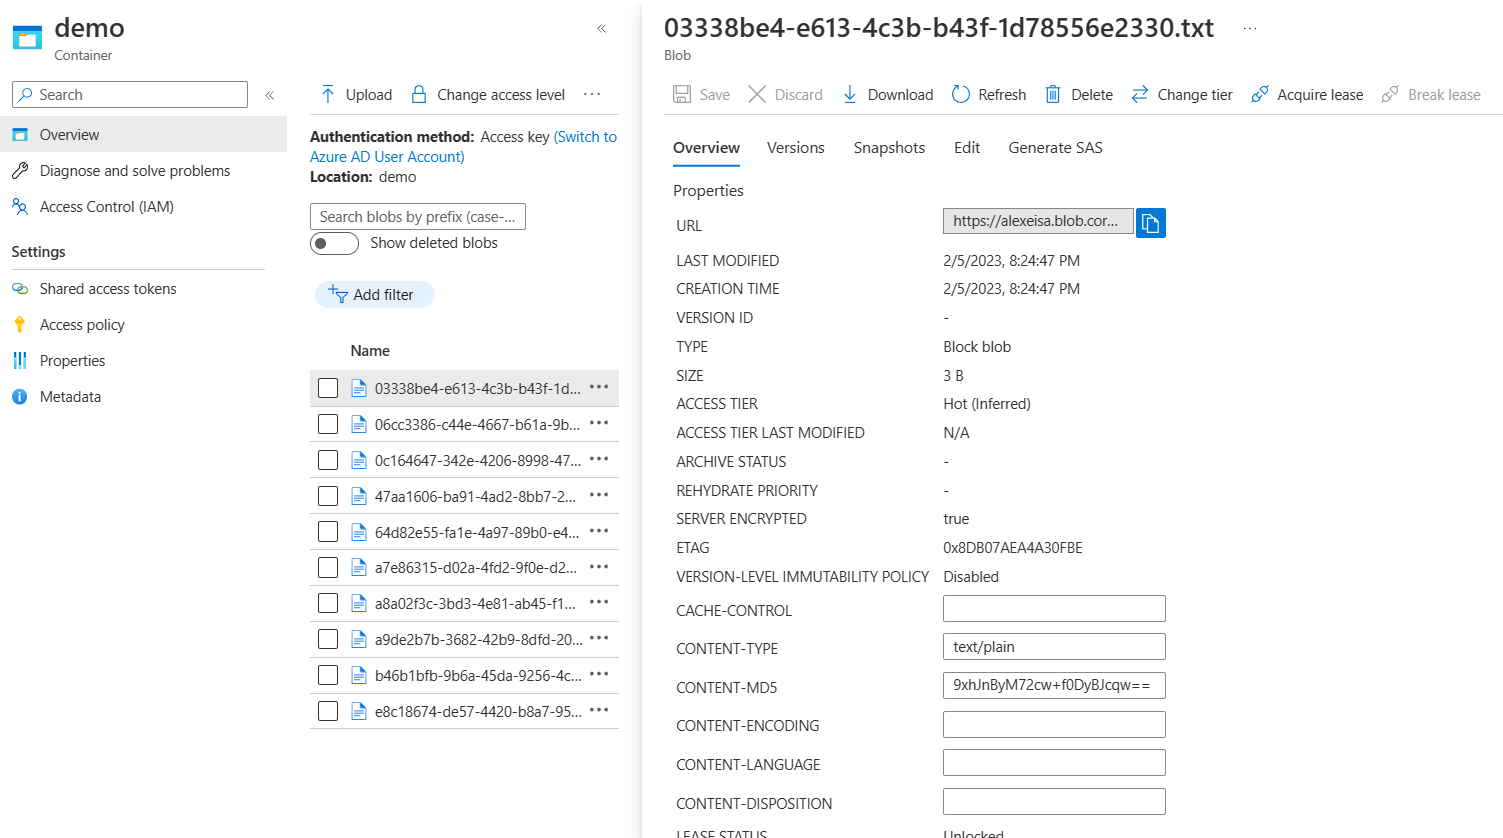 demo
Container
Search
Overview
Diagnose and solve problems
Access Control (IAM)
Settings
Shared access tokens
Access policy
Properties
Metadata
Upload
Change access level
Authentication method: Access key (Switch to
Azure AD User Account)
Location: demo
Search blobs by prefix (case-...
Show deleted blobs
Add filter
Name
03338be4-e613-4c3b-b43f-1d...
06cc3386-c44e-4667-b61a-9b...
0c164647-342e-4206-8998-47...
47aa1606-ba91-4ad2-8bb7-2...
64d82e55-fa1e-4a97-89b0-e4...
a7e86315-d02a-4fd2-9f0e-d2...
a8a02f3c-3bd3-4e81-ab45-f1...
a9de2b7b-3682-42b9-8dfd-20...
b46b1bfb-9b6a-45da-9256-4c...
e8c18674-de57-4420-b8a7-95...
03338be4-e613-4c3b-b43f-1d78556e2330.txt
Blob
Save Discard Download Refresh Delete Change tier Acquire lease Break lease
Overview Versions Snapshots Edit Generate SAS
Properties
URL https://alexeisa.blob.cor...
LAST MODIFIED 2/5/2023, 8:24:47 PM
CREATION TIME 2/5/2023, 8:24:47 PM
VERSION ID -
TYPE Block blob
SIZE 3 B
ACCESS TIER Hot (Inferred)
ACCESS TIER LAST MODIFIED N/A
ARCHIVE STATUS -
REHYDRATE PRIORITY -
SERVER ENCRYPTED true
ETAG 0x8DB07AEA4A30FBE
VERSION-LEVEL IMMUTABILITY POLICY Disabled
CACHE-CONTROL
CONTENT-TYPE text/plain
CONTENT-MD5 9xhJnByM72cw+f0DyBJcqw==
CONTENT-ENCODING
CONTENT-LANGUAGE
CONTENT-DISPOSITION
LEASE STATUS Unlocked